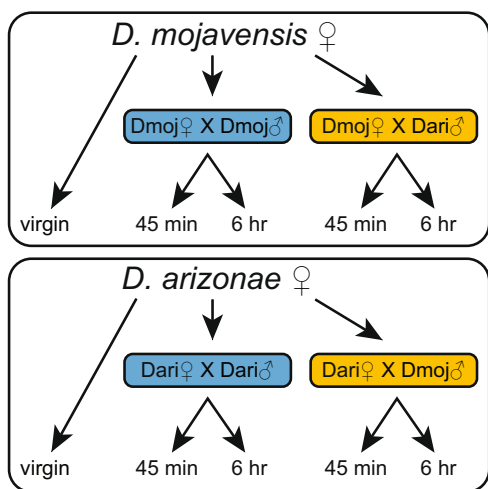 D. mojavensis ♀
Dmoj♀ X Dmoj♂ Dmoj♀ X Dari♂
virgin 45 min 6 hr 45 min 6 hr
D. arizonae ♀
Dari♀ X Dari♂ Dari♀ X Dmoj♂
virgin 45 min 6 hr 45 min 6 hr